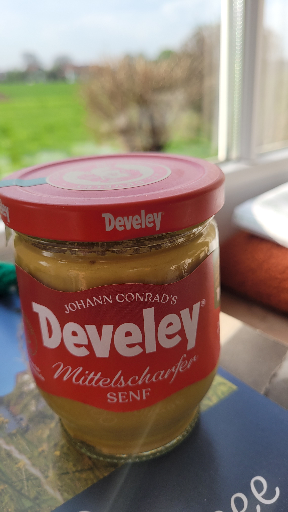 Develey
JOHANN CONRAD'S
Develey®
Mittelscharfer
SENF